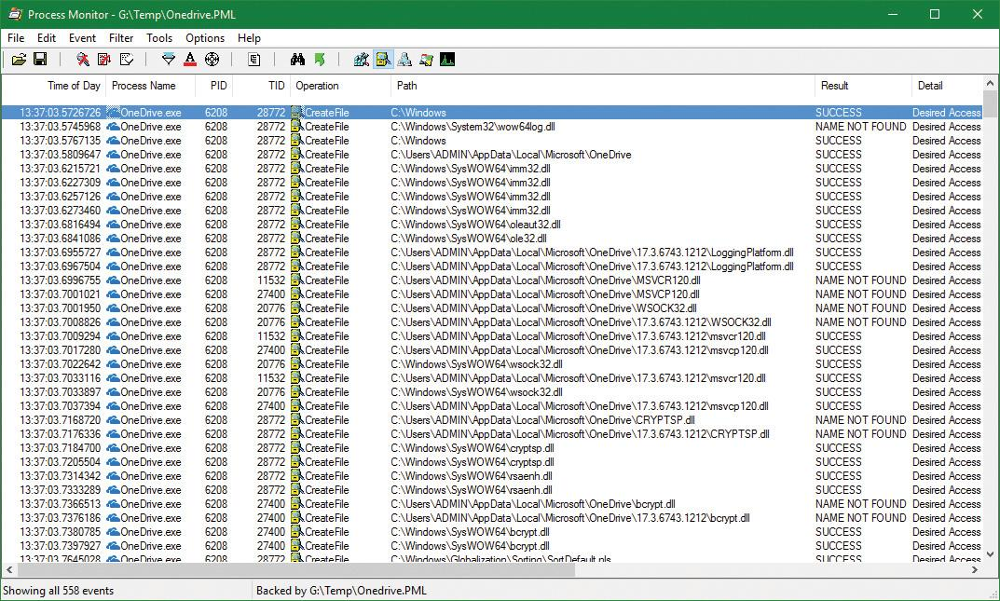 Process Monitor - G:\Temp\Onedrive.PML
File Edit Event Filter Tools Options Help
Time of Day Process Name PID TID Operation Path Result Detail
13:37:03.5726726 OneDrive.exe 6208 28772 CreateFile C:\Windows SUCCESS Desired Access
13:37:03.5745968 OneDrive.exe 6208 28772 CreateFile C:\Windows\System32\wow64log.dll NAME NOT FOUND Desired Access
13:37:03.5767135 OneDrive.exe 6208 28772 CreateFile C:\Windows SUCCESS Desired Access
13:37:03.5809647 OneDrive.exe 6208 28772 CreateFile C:\Users\ADMIN\AppData\Local\Microsoft\OneDrive SUCCESS Desired Access
13:37:03.6215721 OneDrive.exe 6208 28772 CreateFile C:\Windows\SysWOW64\imm32.dll SUCCESS Desired Access
13:37:03.6227309 OneDrive.exe 6208 28772 CreateFile C:\Windows\SysWOW64\imm32.dll SUCCESS Desired Access
13:37:03.6257126 OneDrive.exe 6208 28772 CreateFile C:\Windows\SysWOW64\imm32.dll SUCCESS Desired Access
13:37:03.6273460 OneDrive.exe 6208 28772 CreateFile C:\Windows\SysWOW64\imm32.dll SUCCESS Desired Access
13:37:03.6816494 OneDrive.exe 6208 28772 CreateFile C:\Windows\SysWOW64\oleaut32.dll SUCCESS Desired Access
13:37:03.6841086 OneDrive.exe 6208 28772 CreateFile C:\Windows\SysWOW64\ole32.dll SUCCESS Desired Access
13:37:03.6955727 OneDrive.exe 6208 28772 CreateFile C:\Users\ADMIN\AppData\Local\Microsoft\OneDrive\17.3.6743.1212\LoggingPlatform.dll SUCCESS Desired Access
13:37:03.6967504 OneDrive.exe 6208 28772 CreateFile C:\Users\ADMIN\AppData\Local\Microsoft\OneDrive\17.3.6743.1212\LoggingPlatform.dll SUCCESS Desired Access
13:37:03.6996755 OneDrive.exe 6208 11532 CreateFile C:\Users\ADMIN\AppData\Local\Microsoft\OneDrive\MSVCR120.dll NAME NOT FOUND Desired Access
13:37:03.7001021 OneDrive.exe 6208 27400 CreateFile C:\Users\ADMIN\AppData\Local\Microsoft\OneDrive\MSVCP120.dll NAME NOT FOUND Desired Access
13:37:03.7001950 OneDrive.exe 6208 20776 CreateFile C:\Users\ADMIN\AppData\Local\Microsoft\OneDrive\WSOCK32.dll NAME NOT FOUND Desired Access
13:37:03.7008826 OneDrive.exe 6208 20776 CreateFile C:\Users\ADMIN\AppData\Local\Microsoft\OneDrive\17.3.6743.1212\WSOCK32.dll NAME NOT FOUND Desired Access
13:37:03.7009294 OneDrive.exe 6208 11532 CreateFile C:\Users\ADMIN\AppData\Local\Microsoft\OneDrive\17.3.6743.1212\msvcr120.dll SUCCESS Desired Access
13:37:03.7017280 OneDrive.exe 6208 27400 CreateFile C:\Users\ADMIN\AppData\Local\Microsoft\OneDrive\17.3.6743.1212\msvcp120.dll SUCCESS Desired Access
13:37:03.7022642 OneDrive.exe 6208 20776 CreateFile C:\Windows\SysWOW64\wsock32.dll SUCCESS Desired Access
13:37:03.7033116 OneDrive.exe 6208 11532 CreateFile C:\Users\ADMIN\AppData\Local\Microsoft\OneDrive\17.3.6743.1212\msvcr120.dll SUCCESS Desired Access
13:37:03.7033897 OneDrive.exe 6208 20776 CreateFile C:\Windows\SysWOW64\wsock32.dll SUCCESS Desired Access
13:37:03.7037394 OneDrive.exe 6208 27400 CreateFile C:\Users\ADMIN\AppData\Local\Microsoft\OneDrive\17.3.6743.1212\msvcp120.dll SUCCESS Desired Access
13:37:03.7168720 OneDrive.exe 6208 28772 CreateFile C:\Users\ADMIN\AppData\Local\Microsoft\OneDrive\CRYPTSP.dll NAME NOT FOUND Desired Access
13:37:03.7176336 OneDrive.exe 6208 28772 CreateFile C:\Users\ADMIN\AppData\Local\Microsoft\OneDrive\17.3.6743.1212\CRYPTSP.dll NAME NOT FOUND Desired Access
13:37:03.7184700 OneDrive.exe 6208 28772 CreateFile C:\Windows\SysWOW64\cryptsp.dll SUCCESS Desired Access
13:37:03.7205504 OneDrive.exe 6208 28772 CreateFile C:\Windows\SysWOW64\cryptsp.dll SUCCESS Desired Access
13:37:03.7314342 OneDrive.exe 6208 28772 CreateFile C:\Windows\SysWOW64\rsaenh.dll SUCCESS Desired Access
13:37:03.7333289 OneDrive.exe 6208 28772 CreateFile C:\Windows\SysWOW64\rsaenh.dll SUCCESS Desired Access
13:37:03.7366513 OneDrive.exe 6208 27400 CreateFile C:\Users\ADMIN\AppData\Local\Microsoft\OneDrive\bcrypt.dll NAME NOT FOUND Desired Access
13:37:03.7376186 OneDrive.exe 6208 27400 CreateFile C:\Users\ADMIN\AppData\Local\Microsoft\OneDrive\17.3.6743.1212\bcrypt.dll NAME NOT FOUND Desired Access
13:37:03.7380785 OneDrive.exe 6208 27400 CreateFile C:\Windows\SysWOW64\bcrypt.dll SUCCESS Desired Access
13:37:03.7397927 OneDrive.exe 6208 27400 CreateFile C:\Windows\SysWOW64\bcrypt.dll SUCCESS Desired Access
13:37:03.7645028 OneDrive.exe 6208 28772 CreateFile C:\Windows\Globalization\Sorting\SortDefault.nls SUCCESS Desired Access
Showing all 558 events Backed by G:\Temp\Onedrive.PML